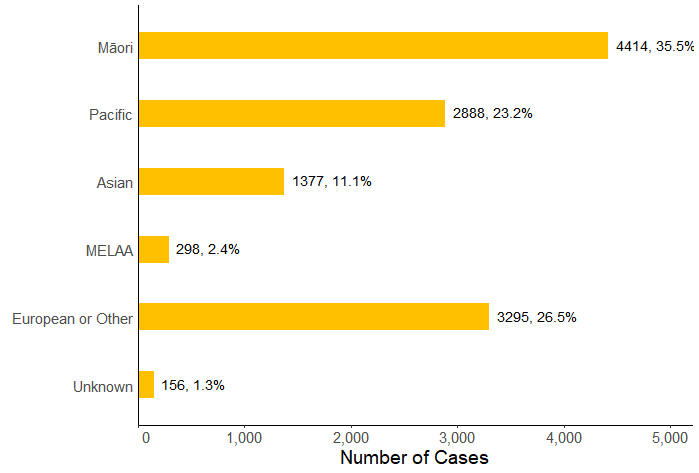 Māori 4414, 35.5%
Pacific 2888, 23.2%
Asian 1377, 11.1%
MELAA 298, 2.4%
European or Other 3295, 26.5%
Unknown 156, 1.3%
0 1,000 2,000 3,000 4,000 5,000
Number of Cases